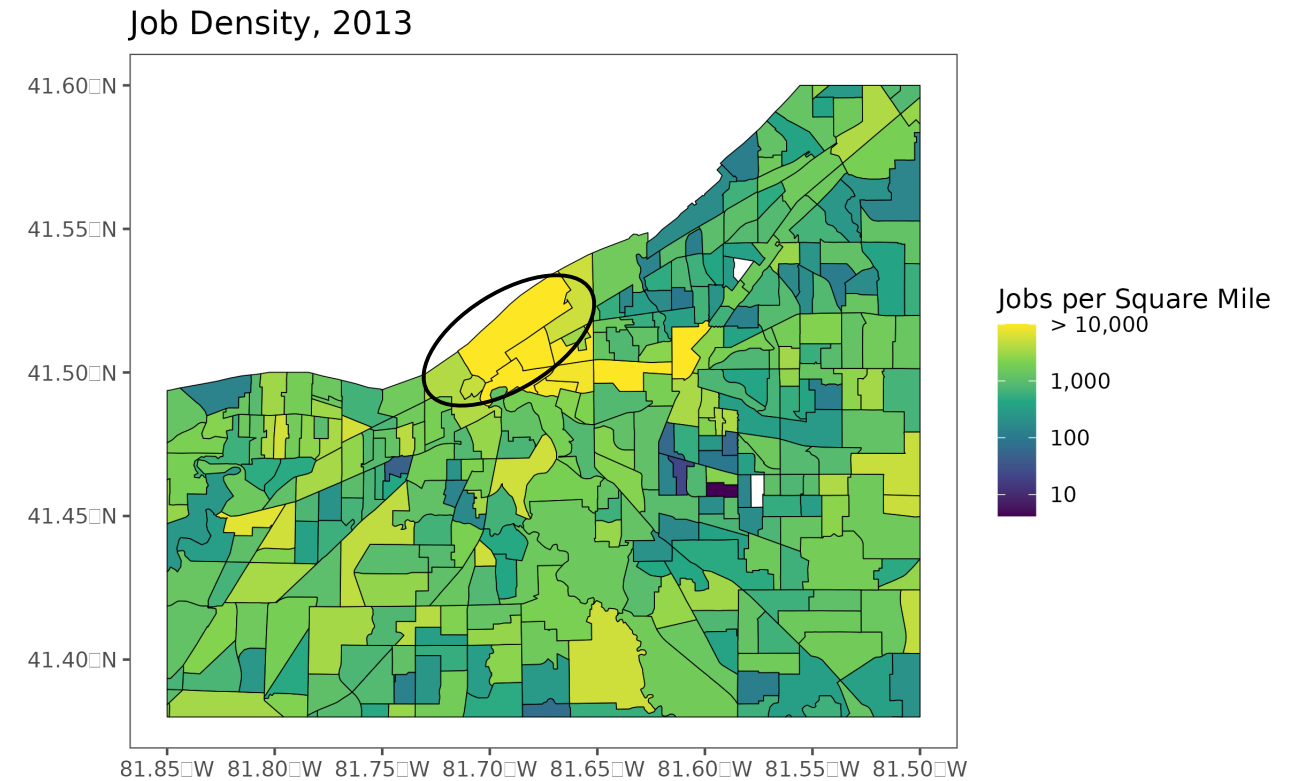 Job Density, 2013
41.60□N
41.55□N
41.50□N
41.45□N
41.40□N
81.85□W 81.80□W 81.75□W 81.70□W 81.65□W 81.60□W 81.55□W 81.50□W
Jobs per Square Mile
> 10,000
1,000
100
10